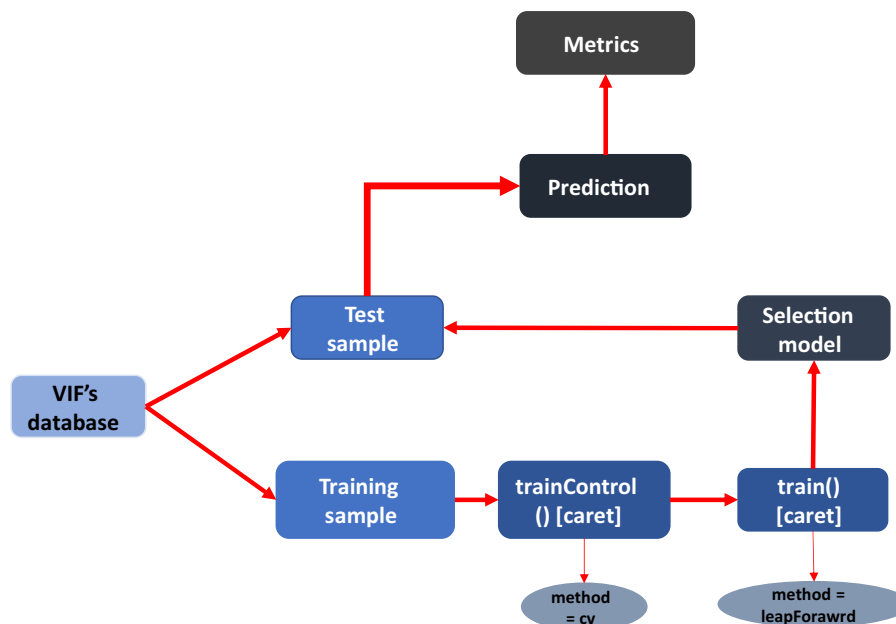 Metrics
Prediction
Test
sample
Selection
model
VIF's
database
Training
sample
trainControl
() [caret]
train()
[caret]
method
= cv
method =
leapForawrd